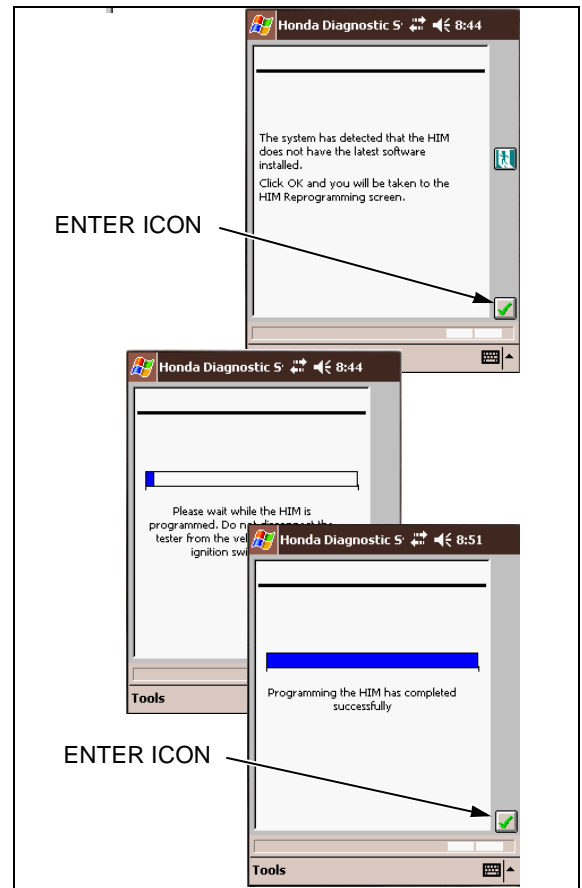 Honda Diagnostic S 8:44
The system has detected that the HIM
does not have the latest software
installed.
Click OK and you will be taken to the
HIM Reprogramming screen.
ENTER ICON
Honda Diagnostic S 8:44
Please wait while the HIM is
programmed. Do not disconnect the
tester from the
ignition
Tools
Honda Diagnostic S 8:51
Programming the HIM has completed
successfully
ENTER ICON
Tools